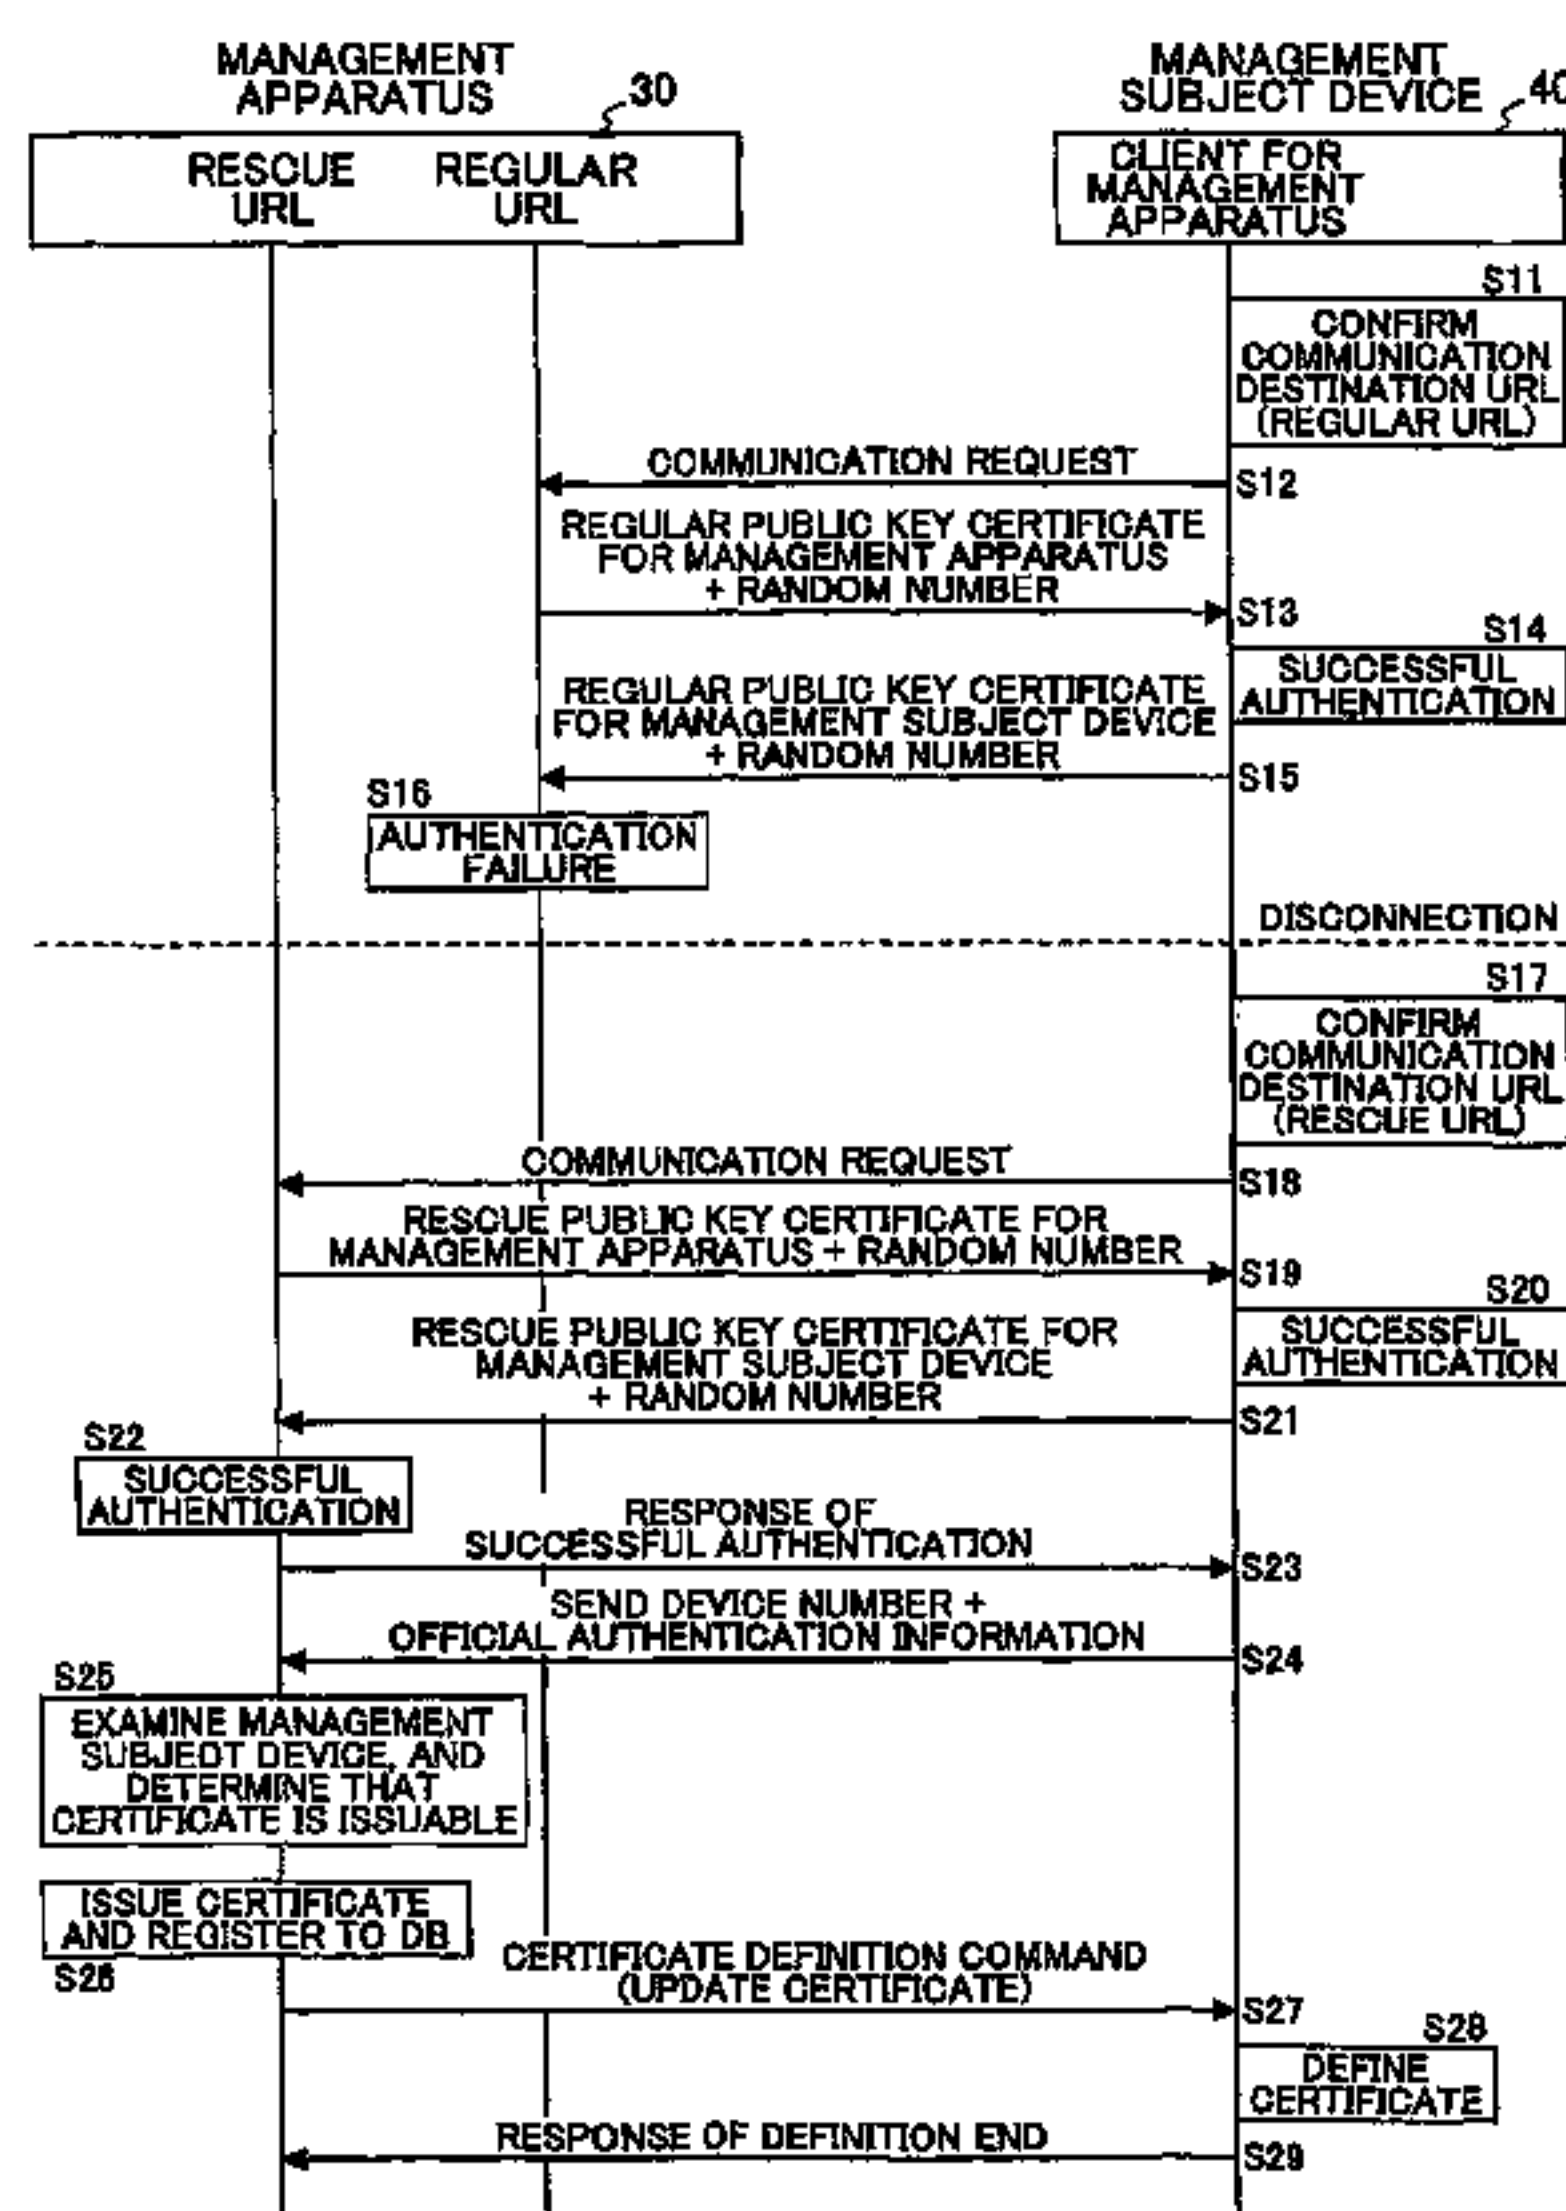 MANAGEMENT
APPARATUS
30
MANAGEMENT
SUBJECT DEVICE
40
RESCUE
URL
REGULAR
URL
CLIENT FOR
MANAGEMENT
APPARATUS
S11
CONFIRM
COMMUNICATION
DESTINATION URL
(REGULAR URL)
COMMUNICATION REQUEST
S12
REGULAR PUBLIC KEY CERTIFICATE
FOR MANAGEMENT APPARATUS
+ RANDOM NUMBER
S13
S14
SUCCESSFUL
AUTHENTICATION
REGULAR PUBLIC KEY CERTIFICATE
FOR MANAGEMENT SUBJECT DEVICE
+ RANDOM NUMBER
S15
S16
AUTHENTICATION
FAILURE
DISCONNECTION
S17
CONFIRM
COMMUNICATION
DESTINATION URL
(RESCUE URL)
COMMUNICATION REQUEST
S18
RESCUE PUBLIC KEY CERTIFICATE FOR
MANAGEMENT APPARATUS + RANDOM NUMBER
S19
S20
SUCCESSFUL
AUTHENTICATION
RESCUE PUBLIC KEY CERTIFICATE FOR
MANAGEMENT SUBJECT DEVICE
+ RANDOM NUMBER
S21
S22
SUCCESSFUL
AUTHENTICATION
RESPONSE OF
SUCCESSFUL AUTHENTICATION
S23
SEND DEVICE NUMBER +
OFFICIAL AUTHENTICATION INFORMATION
S24
S25
EXAMINE MANAGEMENT
SUBJECT DEVICE, AND
DETERMINE THAT
CERTIFICATE IS ISSUABLE
ISSUE CERTIFICATE
AND REGISTER TO DB
S26
CERTIFICATE DEFINITION COMMAND
(UPDATE CERTIFICATE)
S27
S28
DEFINE
CERTIFICATE
RESPONSE OF DEFINITION END
S29